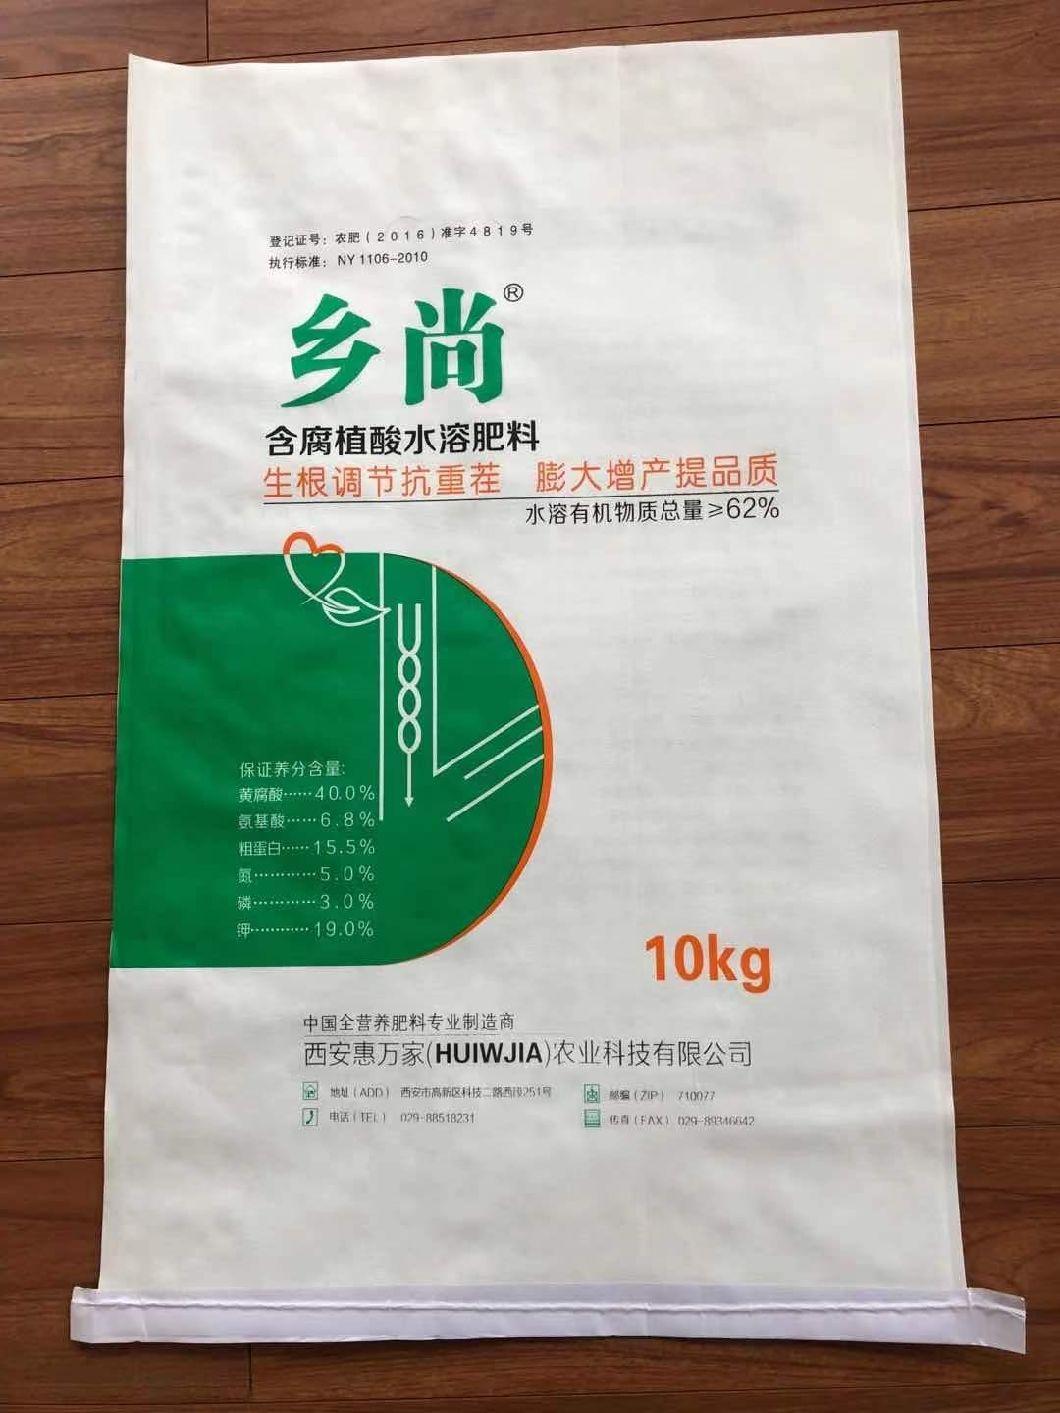 登记证号：农肥（2016）准字4819号
执行标准：NY 1106-2010
乡尚®
含腐植酸水溶肥料
生根调节抗重茬 膨大增产提品质
水溶有机物质总量≥62%
保证养分含量:
黄腐酸……40.0%
氨基酸……6.8%
粗蛋白……15.5%
氮…………5.0%
磷…………3.0%
钾…………19.0%
10kg
中国全营养肥料专业制造商
西安惠万家(HUIWJIA)农业科技有限公司
地址（ADD） 西安市高新区科技二路西段251号 邮编（ZIP） 710077
电话（TEL） 029-88518231 传真（FAX）029-89346642